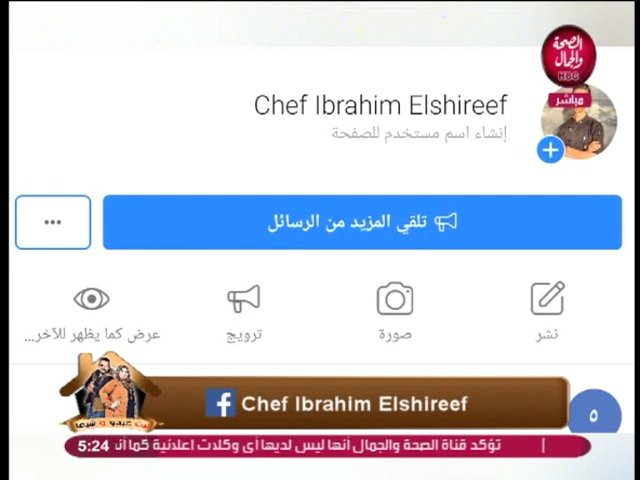 الصحة
والجمال
HBC
مباشر
Chef Ibrahim Elshireef
إنشاء اسم مستخدم للصفحة
تلقي المزيد من الرسائل
...
نشر
صورة
ترويج
عرض كما يظهر للآخر...
Chef Ibrahim Elshireef
٥
تؤكد قناة الصحة والجمال أنها ليس لديها أى وكلات اعلانية كما أنا
5:24